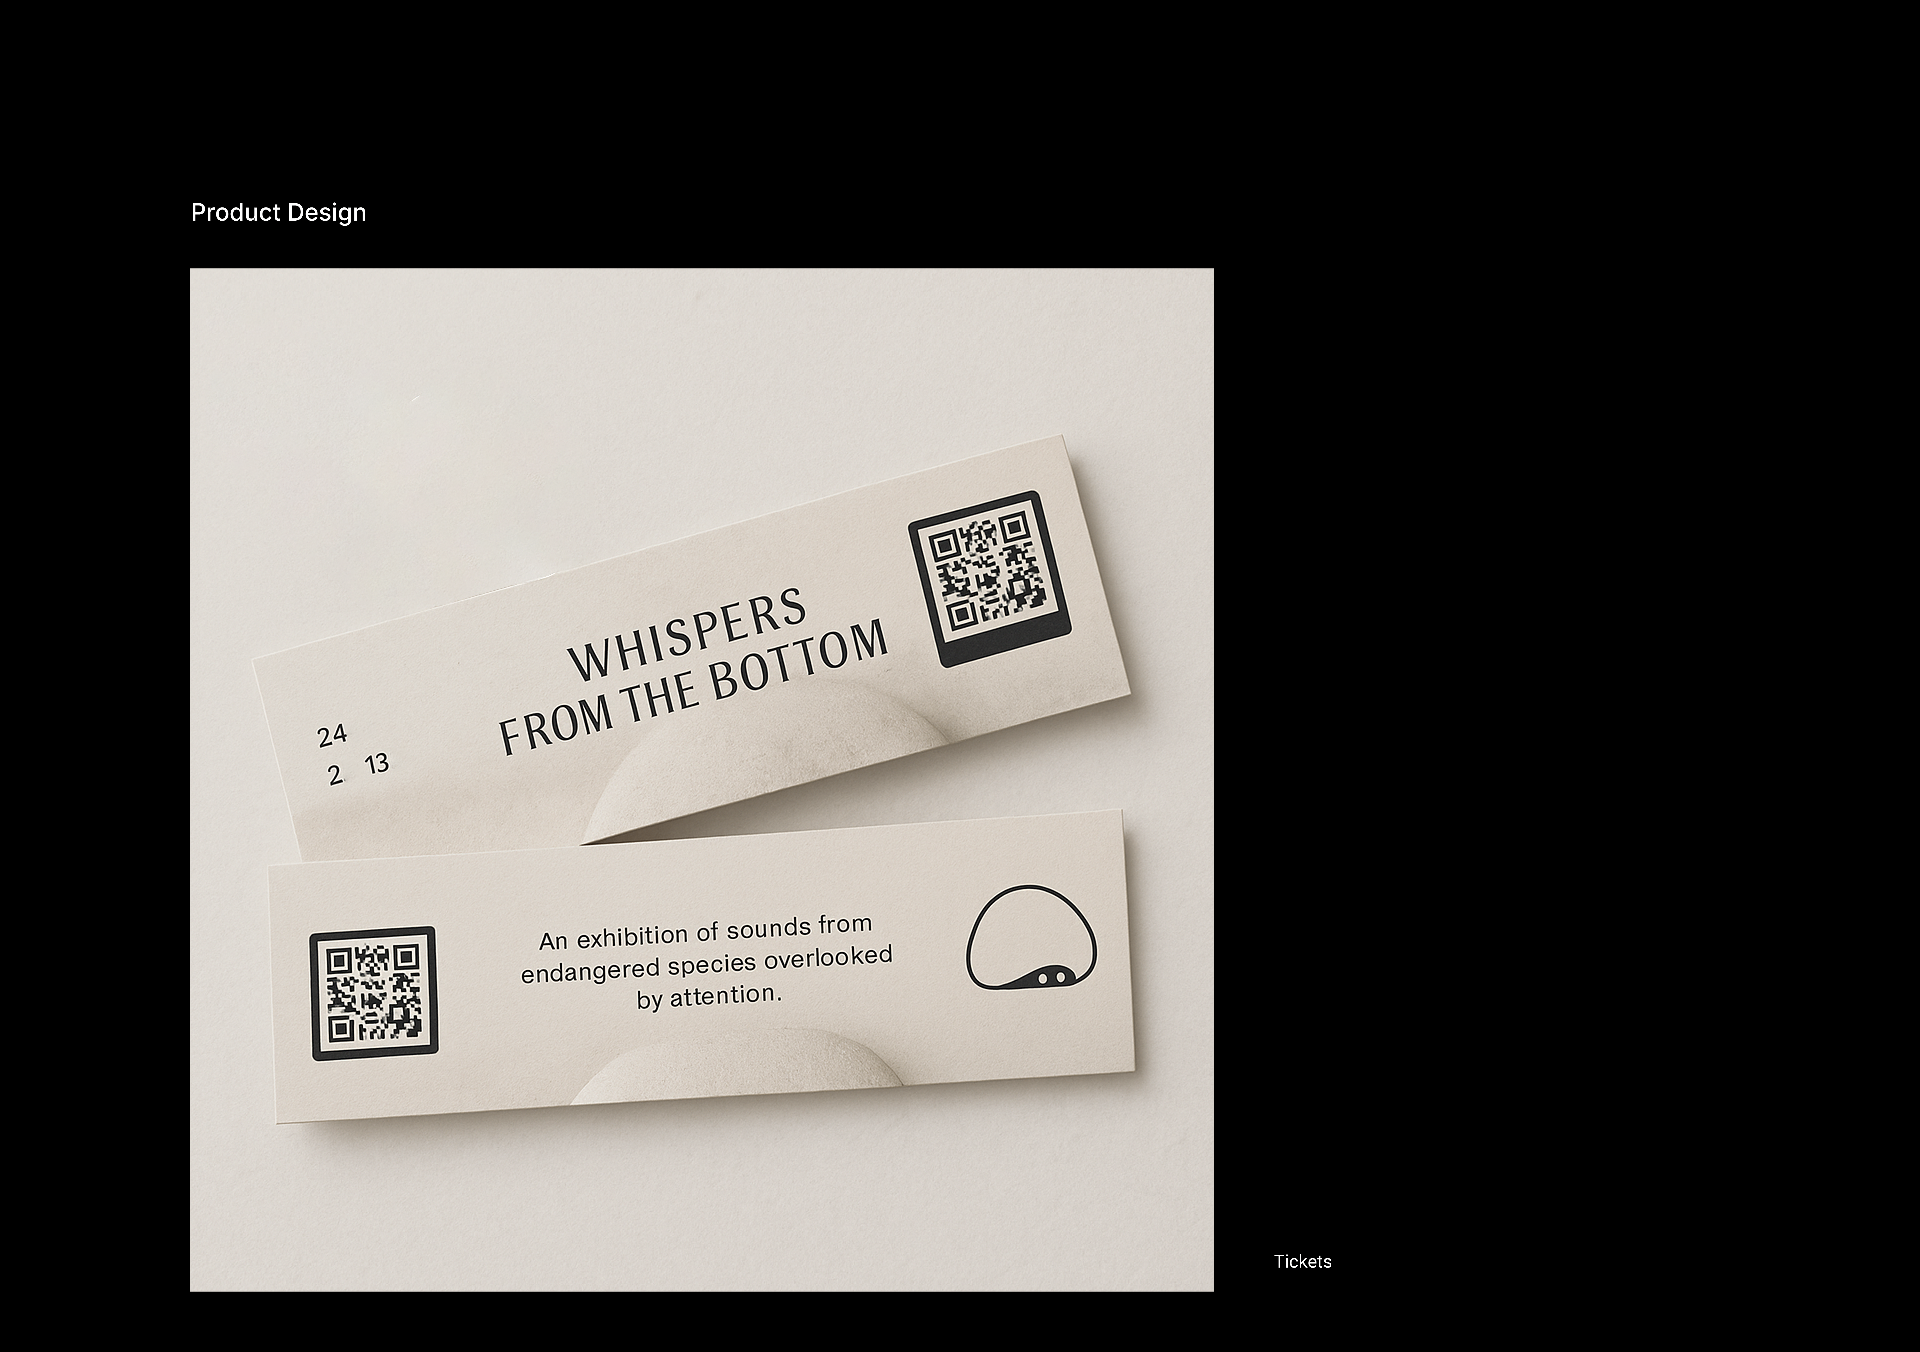 Product Design
WHISPERS
FROM THE BOTTOM
24
2 13
An exhibition of sounds from
endangered species overlooked
by attention.
Tickets